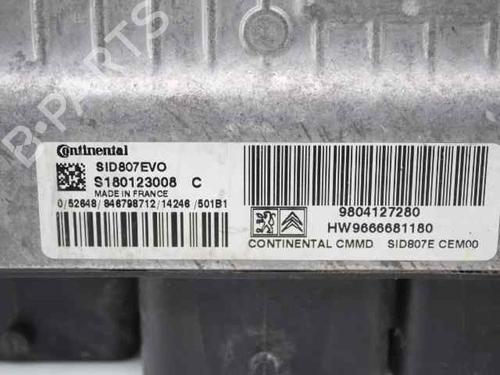 B-PARTS
Continental
SID807EVO
S180123008 C
MADE IN FRANCE
0/52648/846798712/14246/501B1
9804127280
HW9666681180
CONTINENTAL CMMD SID807E CEM00